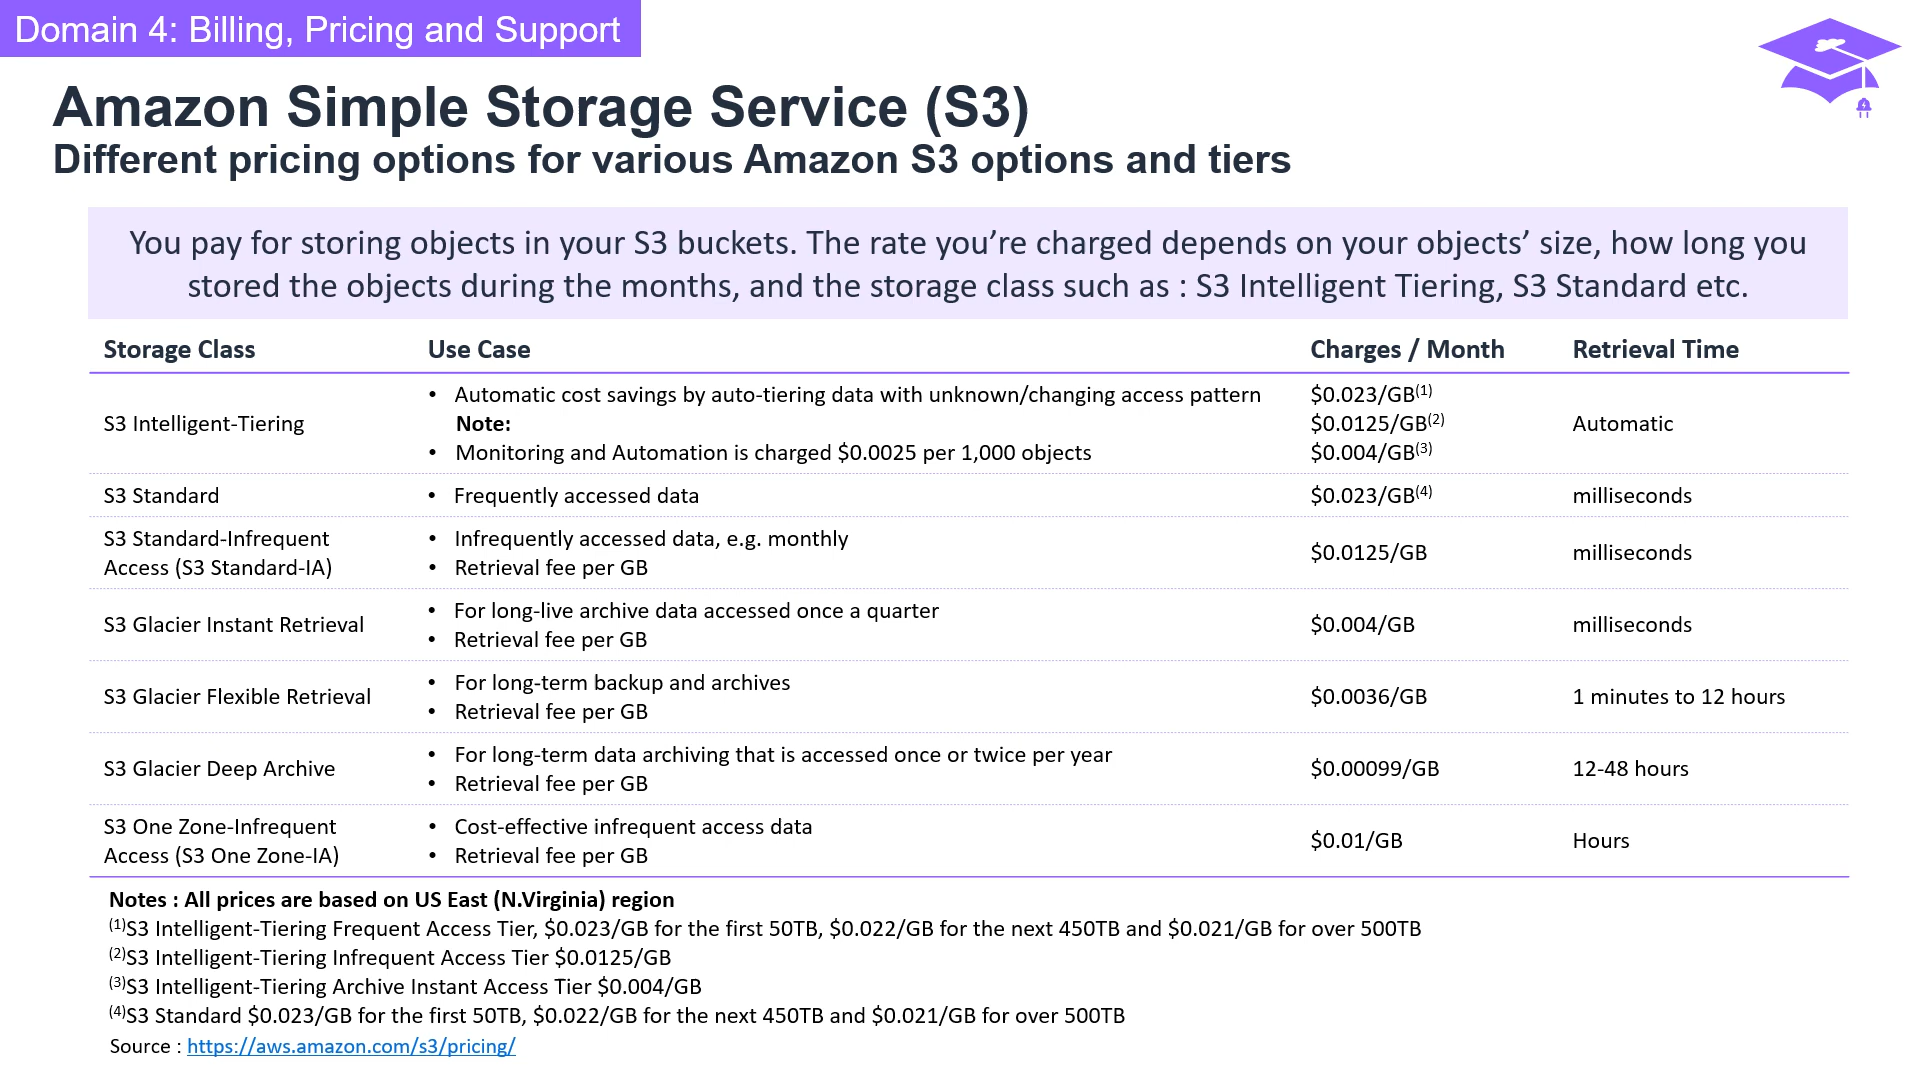 Domain 4: Billing, Pricing and Support
Amazon Simple Storage Service (S3)
Different pricing options for various Amazon S3 options and tiers
You pay for storing objects in your S3 buckets. The rate you’re charged depends on your objects’ size, how long you
stored the objects during the months, and the storage class such as : S3 Intelligent Tiering, S3 Standard etc.
Storage Class Use Case Charges / Month Retrieval Time
S3 Intelligent-Tiering
• Automatic cost savings by auto-tiering data with unknown/changing access pattern
Note:
• Monitoring and Automation is charged $0.0025 per 1,000 objects
$0.023/GB(1)
$0.0125/GB(2)
$0.004/GB(3)
Automatic
S3 Standard
• Frequently accessed data
$0.023/GB(4)
milliseconds
S3 Standard-Infrequent
Access (S3 Standard-IA)
• Infrequently accessed data, e.g. monthly
• Retrieval fee per GB
$0.0125/GB
milliseconds
S3 Glacier Instant Retrieval
• For long-live archive data accessed once a quarter
• Retrieval fee per GB
$0.004/GB
milliseconds
S3 Glacier Flexible Retrieval
• For long-term backup and archives
• Retrieval fee per GB
$0.0036/GB
1 minutes to 12 hours
S3 Glacier Deep Archive
• For long-term data archiving that is accessed once or twice per year
• Retrieval fee per GB
$0.00099/GB
12-48 hours
S3 One Zone-Infrequent
Access (S3 One Zone-IA)
• Cost-effective infrequent access data
• Retrieval fee per GB
$0.01/GB
Hours
Notes : All prices are based on US East (N.Virginia) region
(1)S3 Intelligent-Tiering Frequent Access Tier, $0.023/GB for the first 50TB, $0.022/GB for the next 450TB and $0.021/GB for over 500TB
(2)S3 Intelligent-Tiering Infrequent Access Tier $0.0125/GB
(3)S3 Intelligent-Tiering Archive Instant Access Tier $0.004/GB
(4)S3 Standard $0.023/GB for the first 50TB, $0.022/GB for the next 450TB and $0.021/GB for over 500TB
Source : https://aws.amazon.com/s3/pricing/